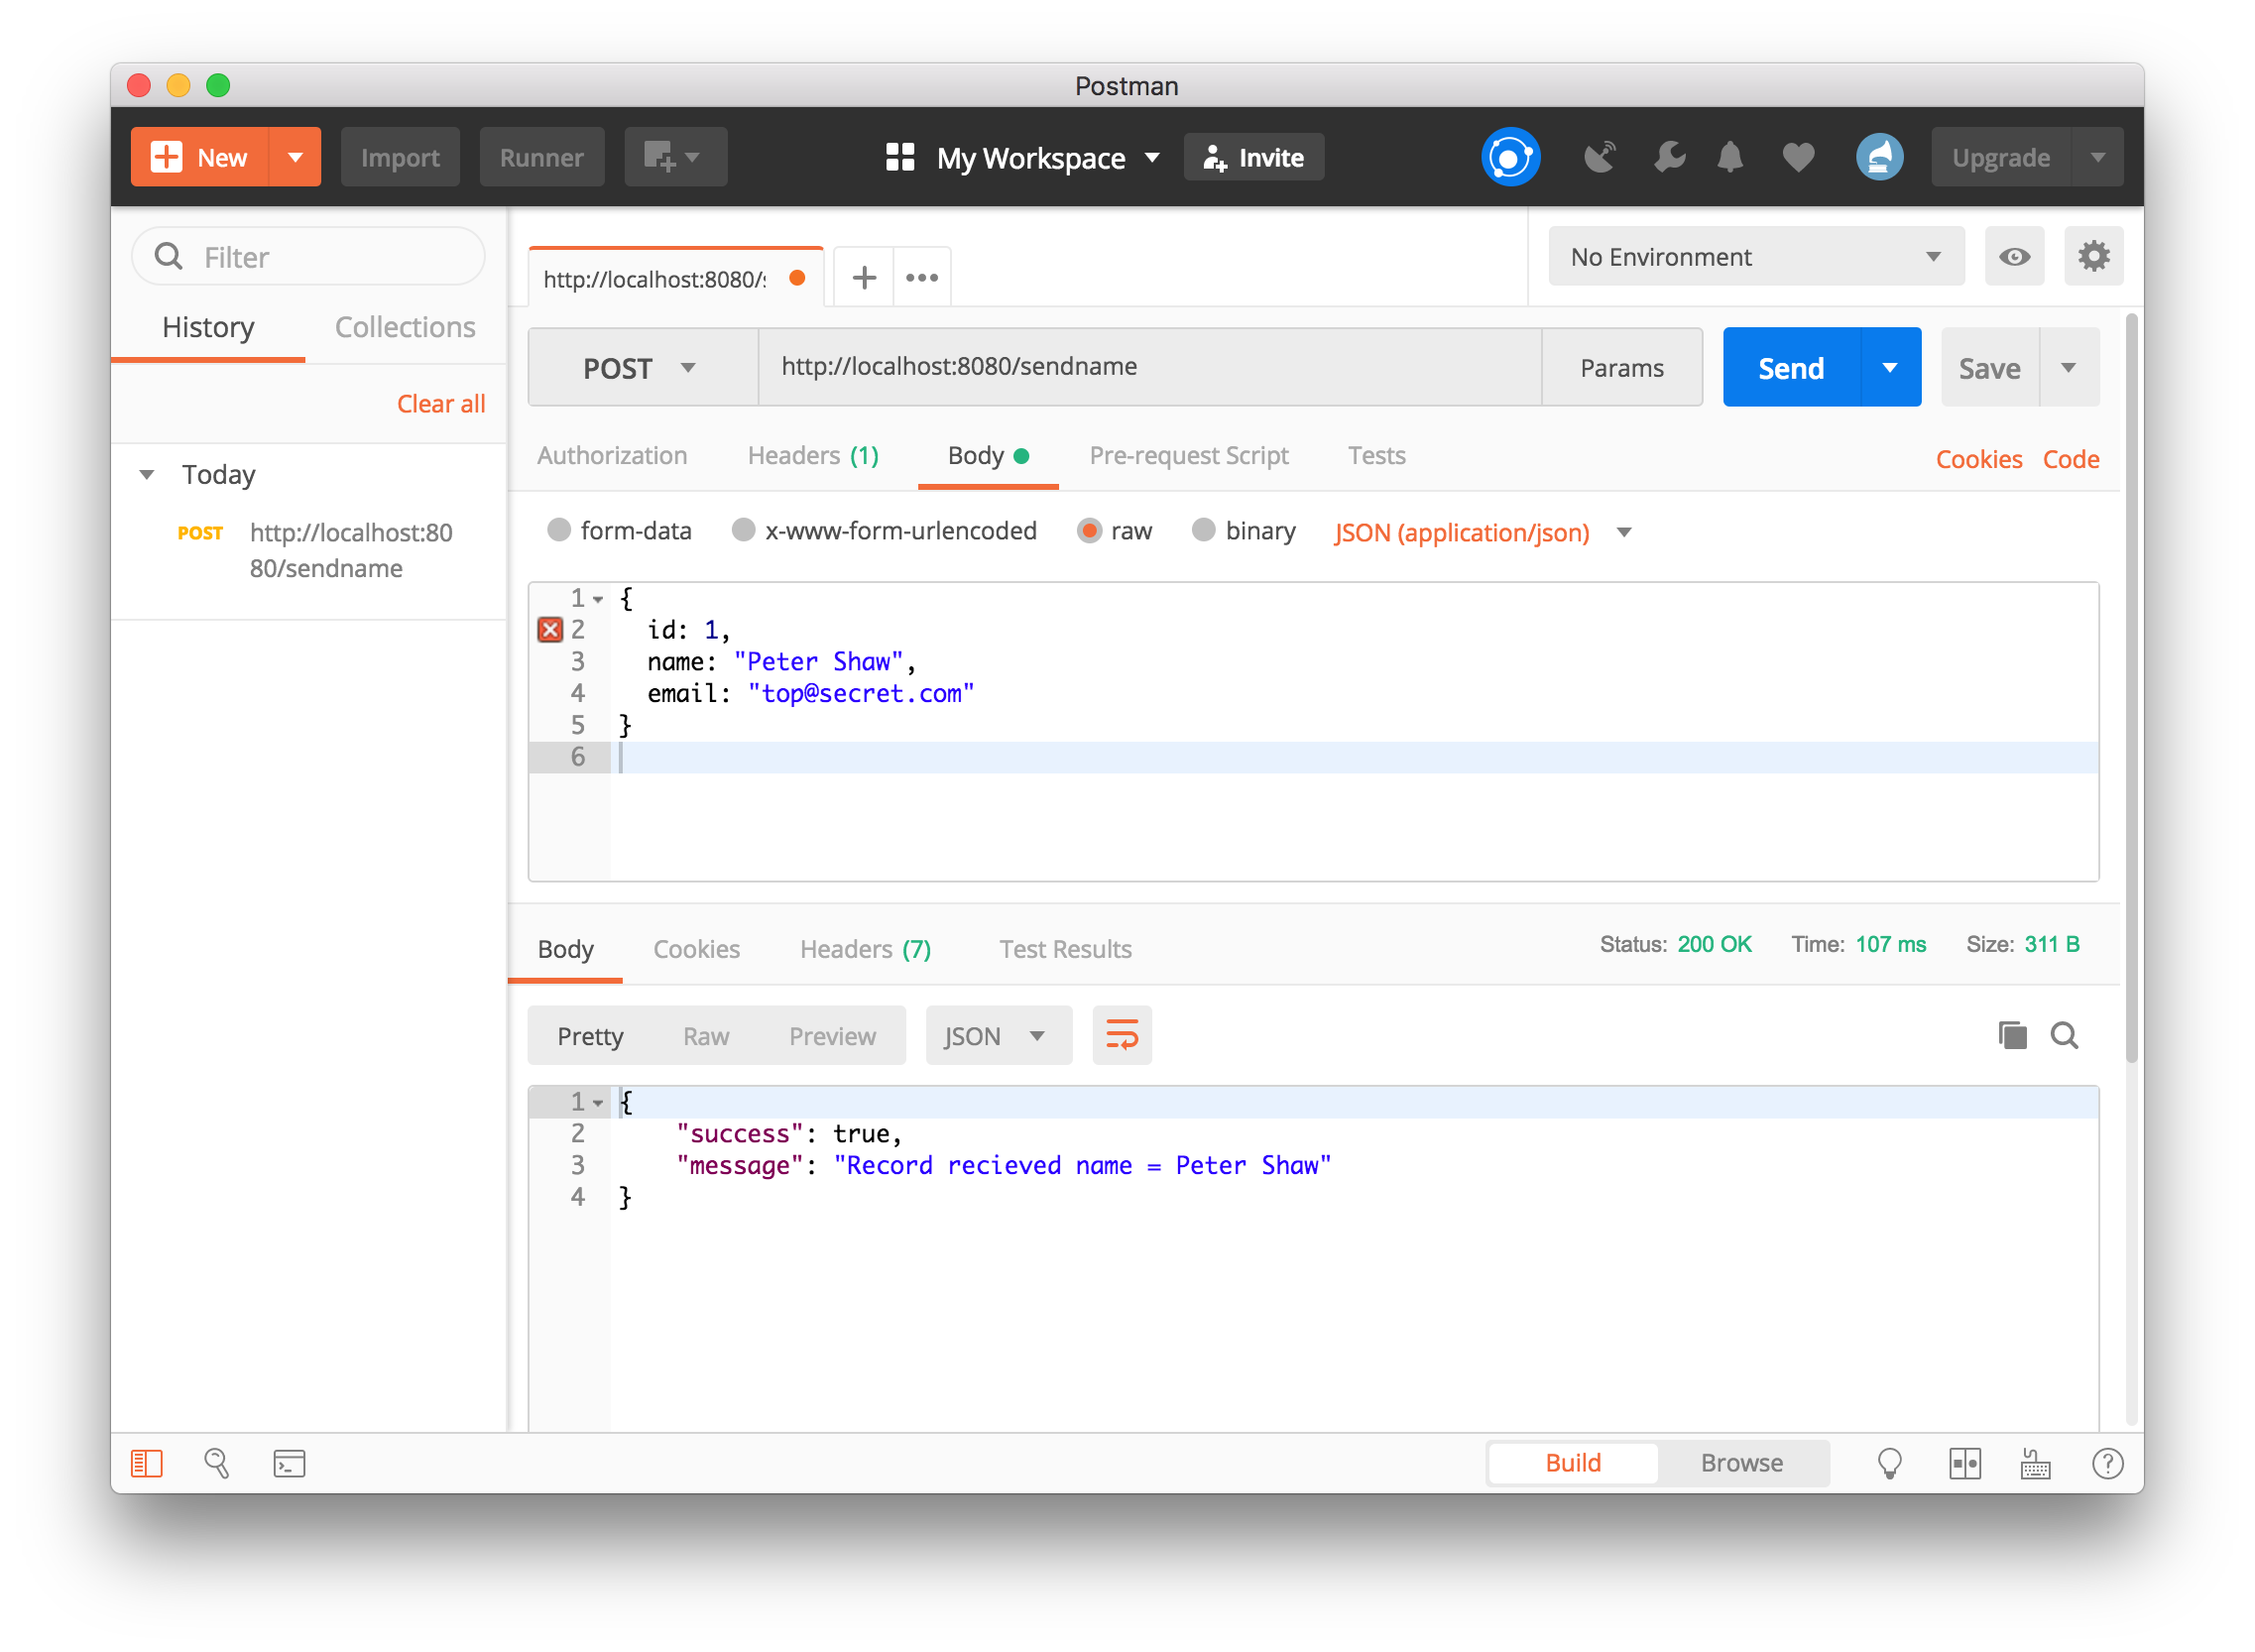 Postman
New
Import
Runner
My Workspace
Invite
Upgrade
Filter
History
Collections
Clear all
Today
POST http://localhost:80
80/sendname
http://localhost:8080/s
No Environment
POST
http://localhost:8080/sendname
Params
Send
Save
Authorization
Headers (1)
Body
Pre-request Script
Tests
Cookies
Code
form-data
x-www-form-urlencoded
raw
binary
JSON (application/json)
1 {
2 id: 1,
3 name: "Peter Shaw",
4 email: "top@secret.com"
5 }
6
Body
Cookies
Headers (7)
Test Results
Status: 200 OK
Time: 107 ms
Size: 311 B
Pretty
Raw
Preview
JSON
1 {
2 "success": true,
3 "message": "Record recieved name = Peter Shaw"
4 }
Build
Browse